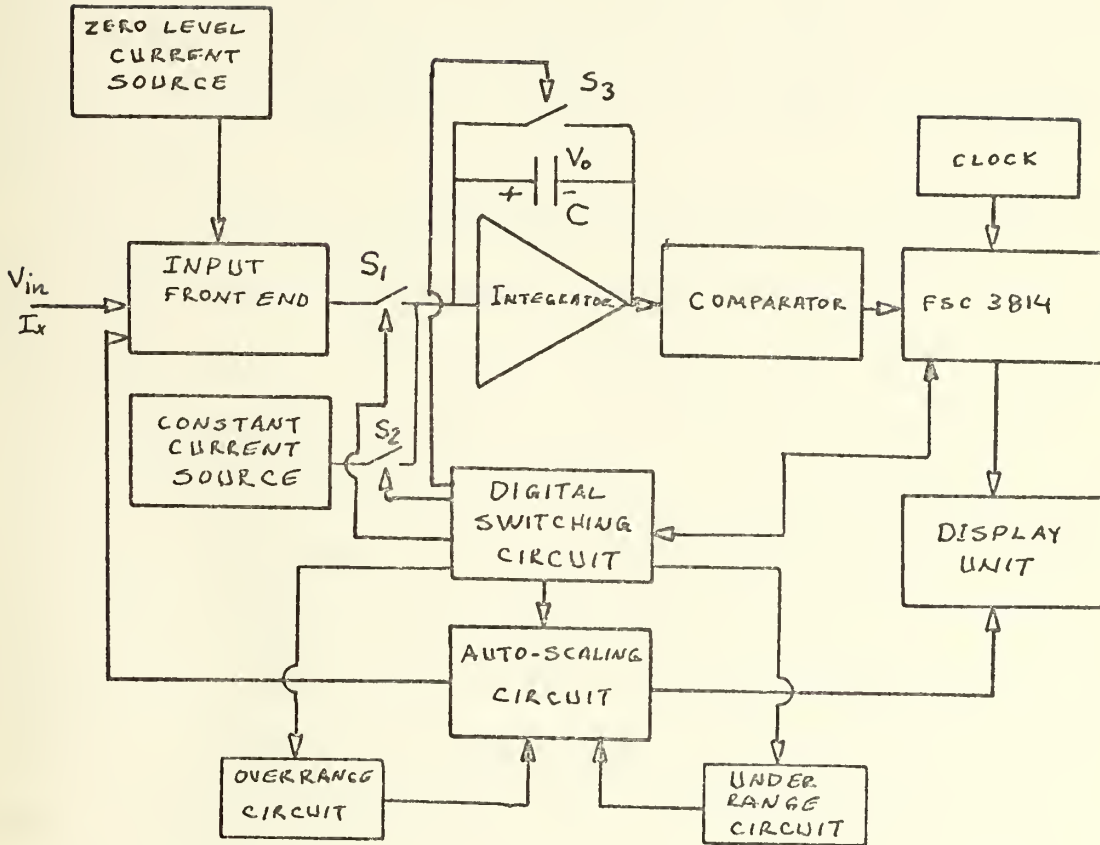 ZERO LEVEL
CURRENT
SOURCE
S3
Vo
+ -
C
CLOCK
INPUT
FRONT END
S1
Vin
Ix
INTEGRATOR
COMPARATOR
FSC 3814
CONSTANT
CURRENT
SOURCE
S2
DIGITAL
SWITCHING
CIRCUIT
DISPLAY
UNIT
AUTO-SCALING
CIRCUIT
OVERRANGE
CIRCUIT
UNDER
RANGE
CIRCUIT